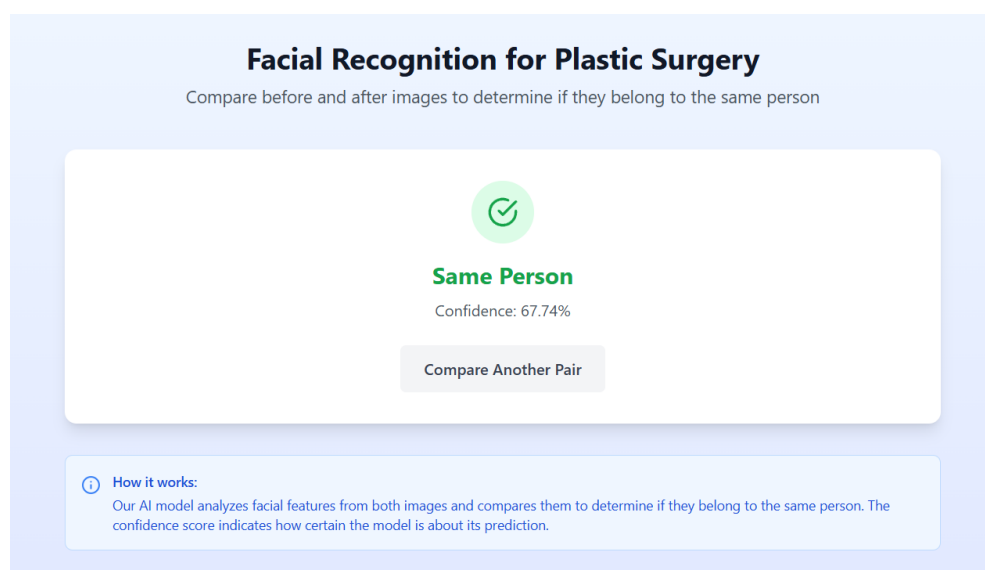 Facial Recognition for Plastic Surgery
Compare before and after images to determine if they belong to the same person
Same Person
Confidence: 67.74%
Compare Another Pair
How it works:
Our AI model analyzes facial features from both images and compares them to determine if they belong to the same person. The
confidence score indicates how certain the model is about its prediction.